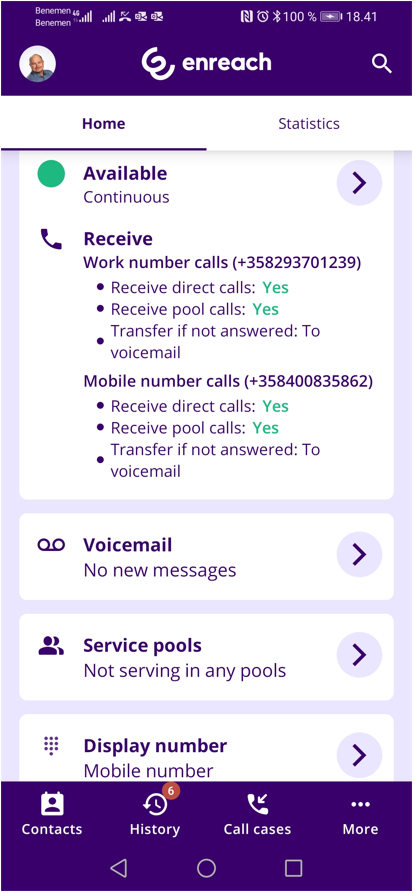 Benemen 4G
Benemen
100 % 18.41
enreach
Home Statistics
Available
Continuous
Receive
Work number calls (+358293701239)
• Receive direct calls: Yes
• Receive pool calls: Yes
• Transfer if not answered: To
voicemail
Mobile number calls (+358400835862)
• Receive direct calls: Yes
• Receive pool calls: Yes
• Transfer if not answered: To
voicemail
Voicemail
No new messages
Service pools
Not serving in any pools
Display number
Mobile number
6
Contacts History Call cases More